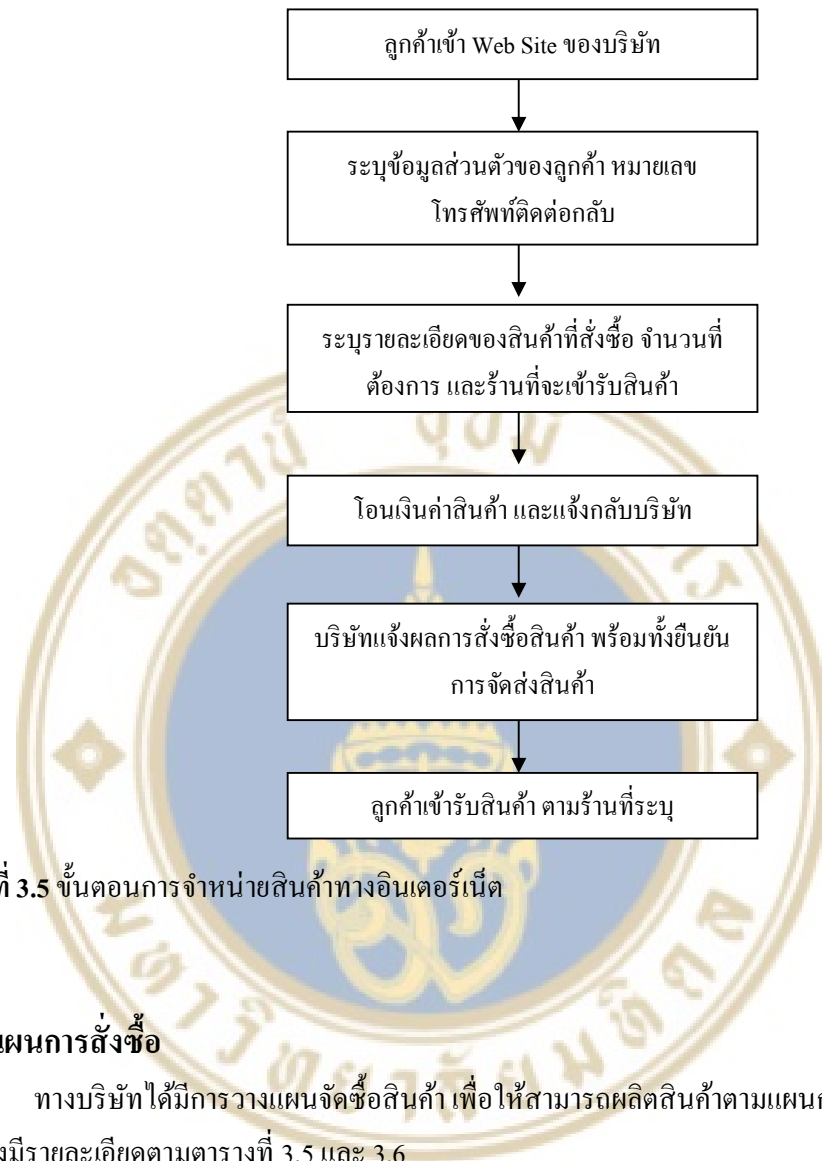 ลูกค้าเข้า Web Site ของบริษัท
ระบุข้อมูลส่วนตัวของลูกค้า หมายเลข
โทรศัพท์ติดต่อกลับ
ระบุรายละเอียดของสินค้าที่สั่งซื้อ จำนวนที่
ต้องการ และร้านที่จะเข้ารับสินค้า
โอนเงินค่าสินค้า และแจ้งกลับบริษัท
บริษัทแจ้งผลการสั่งซื้อสินค้า พร้อมทั้งยืนยัน
การจัดส่งสินค้า
ลูกค้าเข้ารับสินค้า ตามร้านที่ระบุ
ที่ 3.5 ขั้นตอนการจำหน่ายสินค้าทางอินเตอร์เน็ต
แผนการสั่งซื้อ
ทางบริษัทได้มีการวางแผนจัดซื้อสินค้า เพื่อให้สามารถผลิตสินค้าตามแผนก
มีรายละเอียดตามตารางที่ 3.5 และ 3.6
มหาวิทยาลัยมหิดล